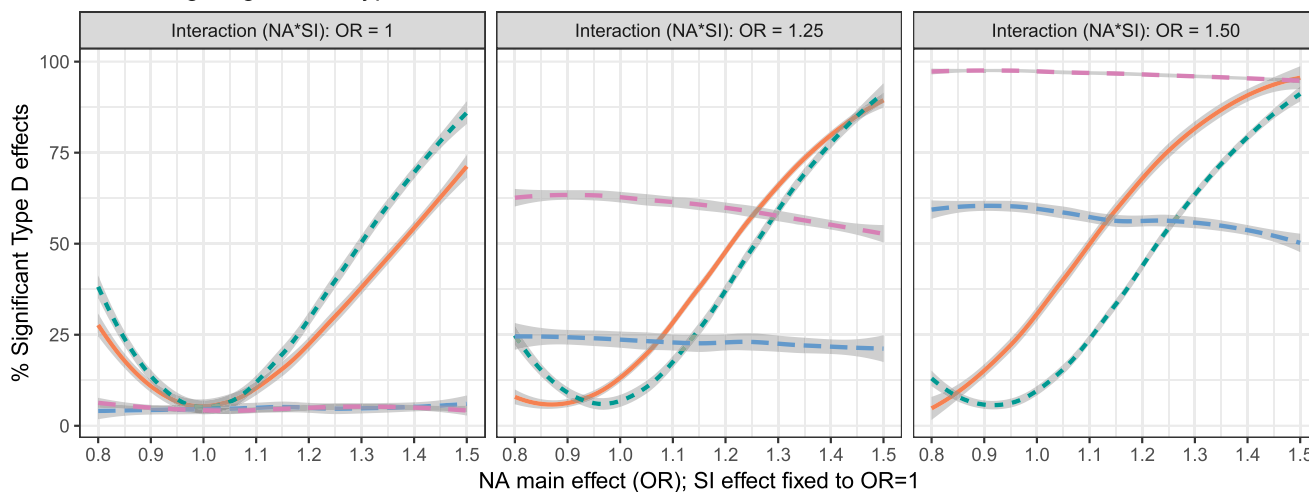 Interaction (NA*SI): OR = 1
Interaction (NA*SI): OR = 1.25
Interaction (NA*SI): OR = 1.50
% Significant Type D effects
100
75
50
25
0
0.8 0.9 1.0 1.1 1.2 1.3 1.4 1.5
0.8 0.9 1.0 1.1 1.2 1.3 1.4 1.5
0.8 0.9 1.0 1.1 1.2 1.3 1.4 1.5
NA main effect (OR); SI effect fixed to OR=1